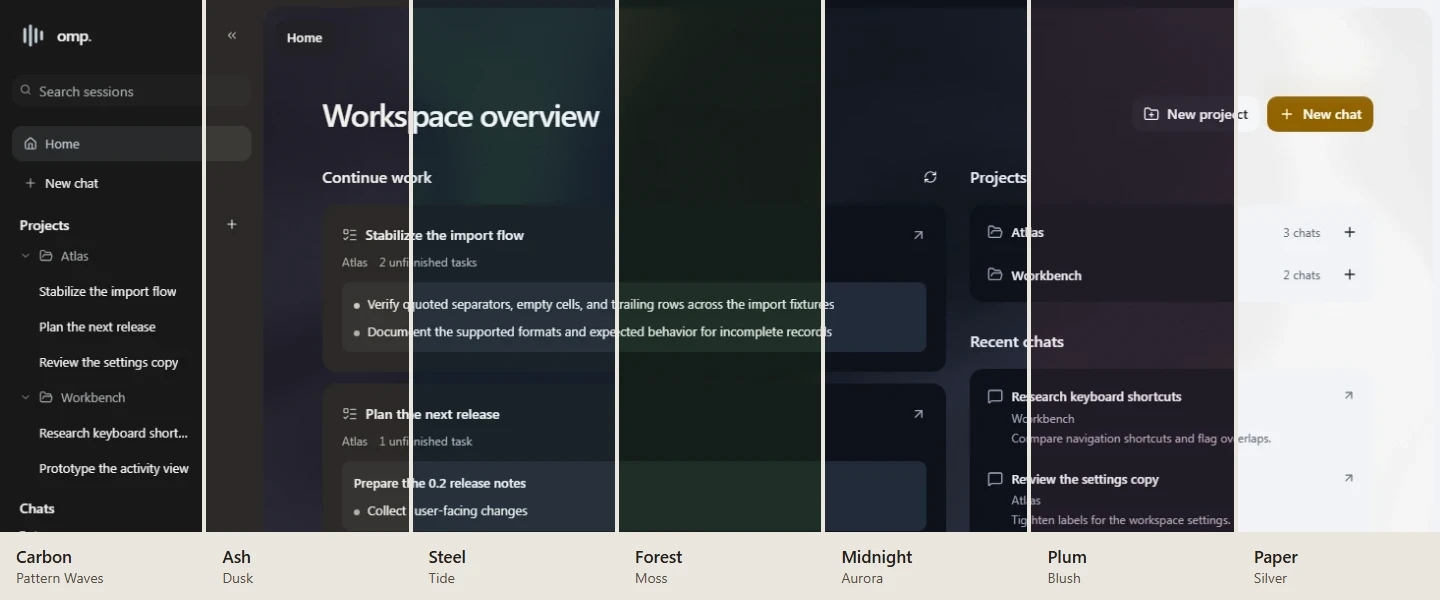 omp.
Search sessions
Home
New chat
Projects
Atlas
Stabilize the import flow
Plan the next release
Review the settings copy
Workbench
Research keyboard short...
Prototype the activity view
Chats
Home
Workspace overview
New project
New chat
Continue work
Stabilize the import flow
Atlas 2 unfinished tasks
Verify quoted separators, empty cells, and trailing rows across the import fixtures
Document the supported formats and expected behavior for incomplete records
Plan the next release
Atlas 1 unfinished task
Prepare the 0.2 release notes
Collect user-facing changes
Projects
Atlas 3 chats
Workbench 2 chats
Recent chats
Research keyboard shortcuts
Workbench
Compare navigation shortcuts and flag overlaps.
Review the settings copy
Atlas
Tighten labels for the workspace settings.
Carbon
Pattern Waves
Ash
Dusk
Steel
Tide
Forest
Moss
Midnight
Aurora
Plum
Blush
Paper
Silver